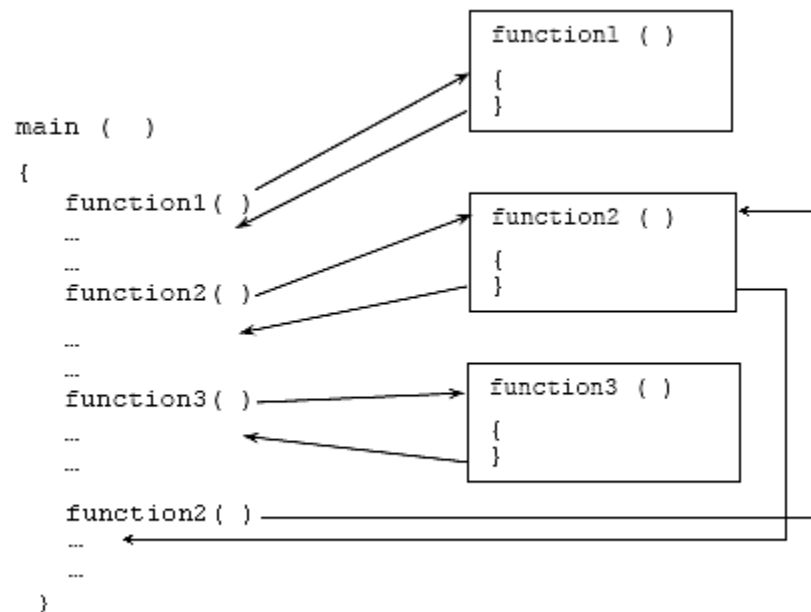 main ( )
{
function1( )
…
…
function2( )
…
…
function3( )
…
…
function2( )
…
…
}
function1 ( )
{
}
function2 ( )
{
}
function3 ( )
{
}